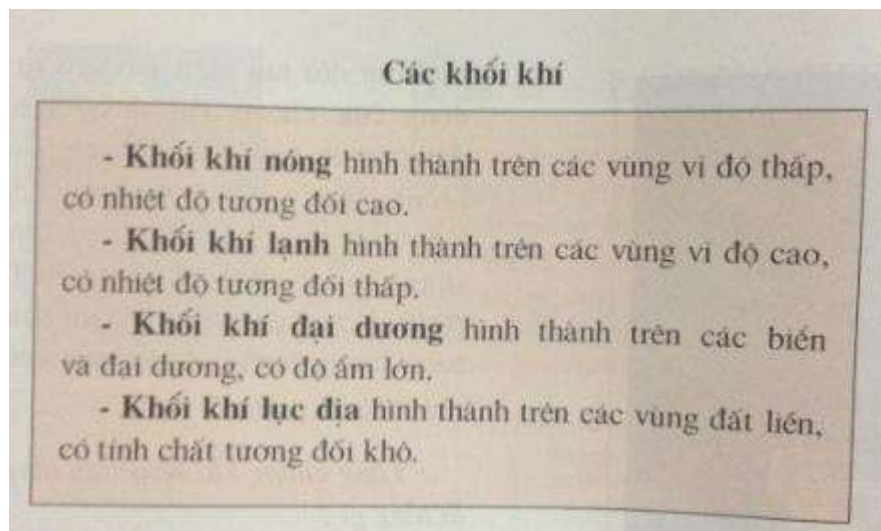 Các khối khí
- Khối khí nóng hình thành trên các vùng vĩ độ thấp,
có nhiệt độ tương đối cao.
- Khối khí lạnh hình thành trên các vùng vĩ độ cao,
có nhiệt độ tương đối thấp.
- Khối khí đại dương hình thành trên các biển
và đại dương, có độ ẩm lớn.
- Khối khí lục địa hình thành trên các vùng đất liền,
có tính chất tương đối khô.